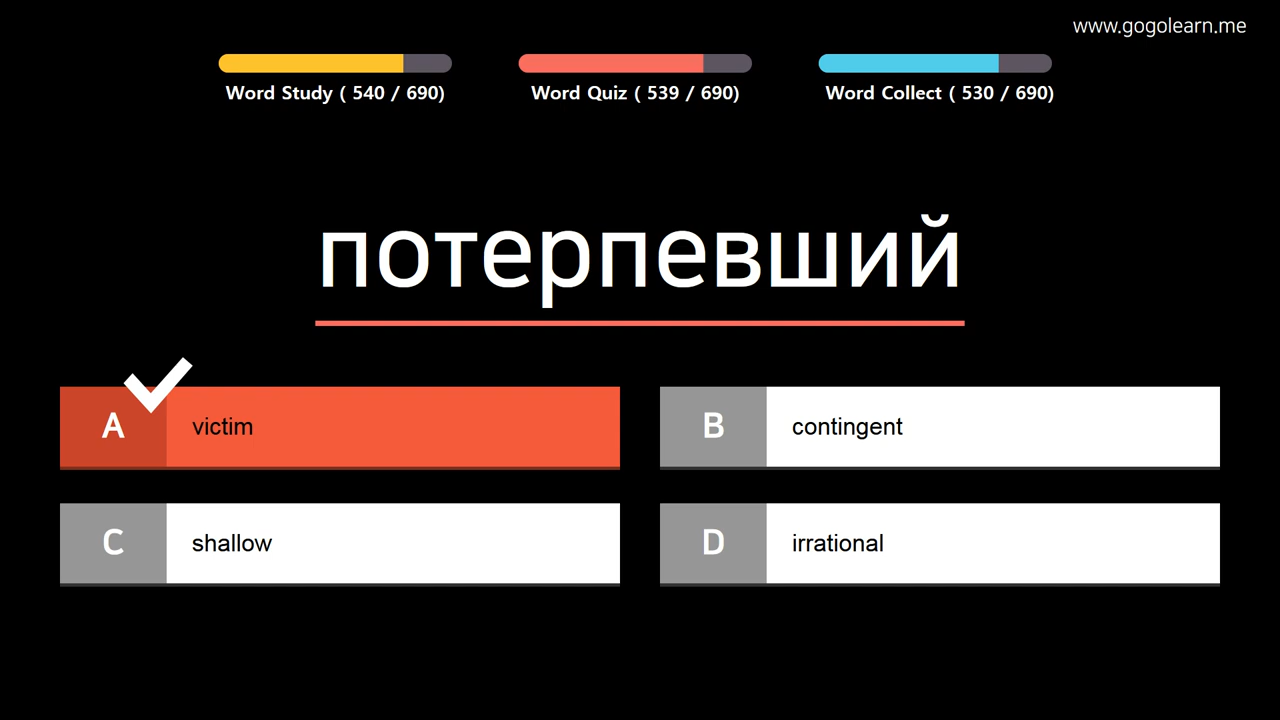 www.gogolearn.me
Word Study ( 540 / 690)
Word Quiz ( 539 / 690)
Word Collect ( 530 / 690)
потерпевший
A victim
B contingent
C shallow
D irrational